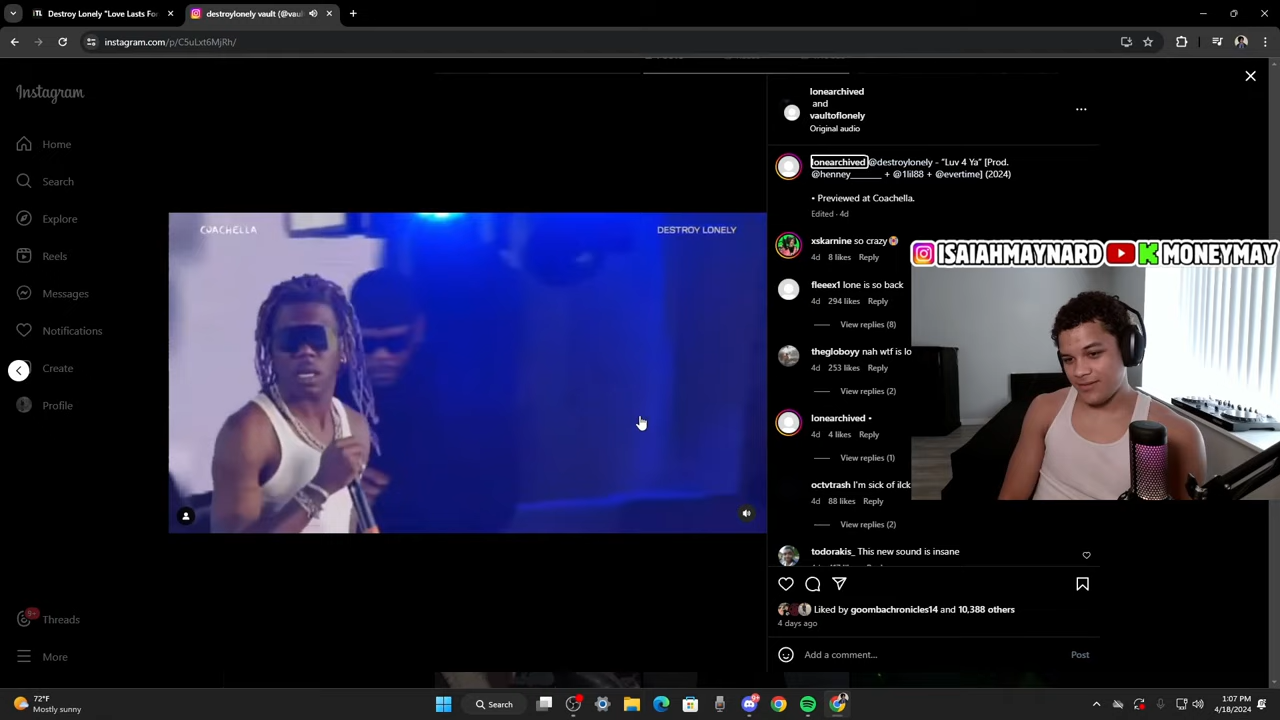 Destroy Lonely "Love Lasts Fo
destroylonely vault (@vau
instagram.com/p/C5uLxt6MjRh/
Instagram
Home
Search
Explore
Reels
Messages
Notifications
Create
Profile
9+
Threads
More
COACHELLA
DESTROY LONELY
lonearchived
and
vaultoflonely
Original audio
lonearchived @destroylonely - “Luv 4 Ya” [Prod.
@henney_______ + @1lil88 + @evertime] (2024)
• Previewed at Coachella.
Edited · 4d
xskarnine so crazy
4d 8 likes Reply
fleeex1 lone is so back
4d 294 likes Reply
View replies (8)
thegloboyy nah wtf is lo
4d 253 likes Reply
View replies (2)
lonearchived •
4d 4 likes Reply
View replies (1)
octvtrash I'm sick of ilck
4d 88 likes Reply
View replies (2)
todorakis_ This new sound is insane
Liked by goombachronicles14 and 10,388 others
4 days ago
Add a comment...
Post
ISAIAHMAYNARD K MONEYMAY
72°F
Mostly sunny
Search
1:07 PM
4/18/2024